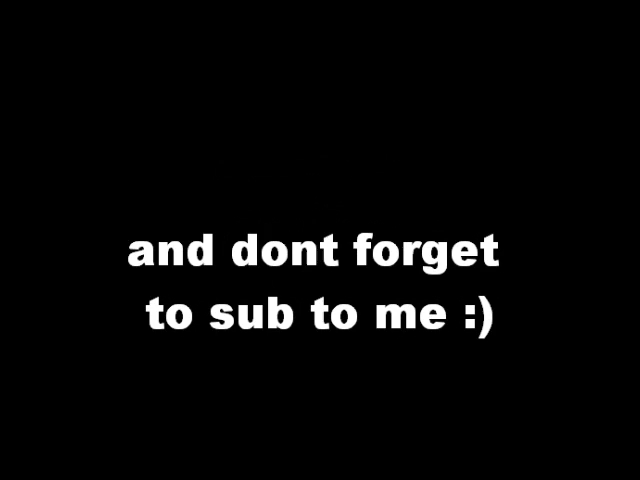 and dont forget
to sub to me :)